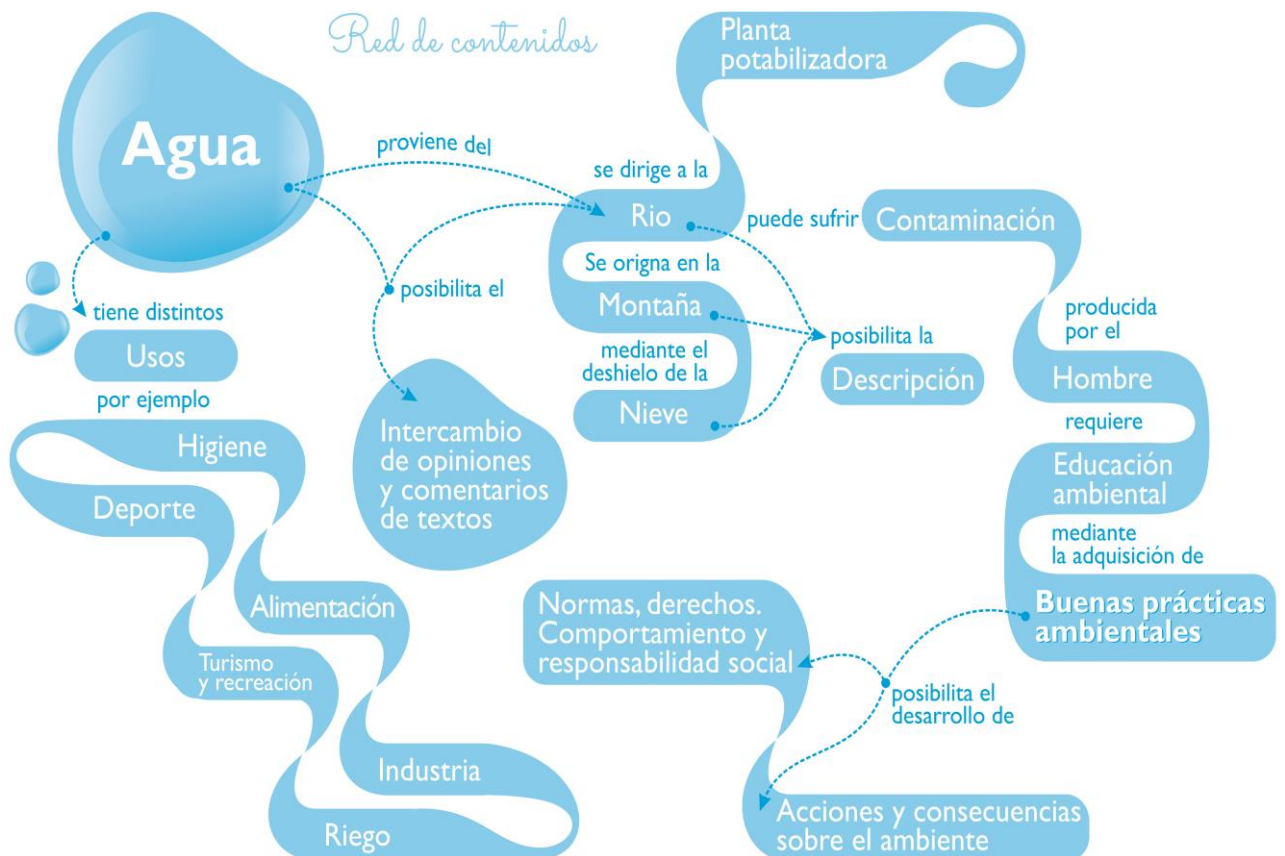 Red de contenidos
Agua
proviene del
posibilita el
tiene distintos
Usos
por ejemplo
Higiene
Deporte
Alimentación
Turismo
y recreación
Industria
Riego
Intercambio
de opiniones
y comentarios
de textos
Planta
potabilizadora
se dirige a la
Rio
Se origna en la
Montaña
mediante el
deshielo de la
Nieve
posibilita la
Descripción
puede sufrir
Contaminación
producida
por el
Hombre
requiere
Educación
ambiental
mediante
la adquisición de
Buenas prácticas
ambientales
posibilita el
desarrollo de
Normas, derechos.
Comportamiento y
responsabilidad social
Acciones y consecuencias
sobre el ambiente